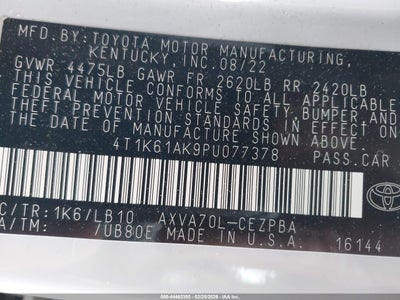 MFD.BY:TOYOTA MOTOR MANUFACTURING,
KENTUCKY,INC.08/22
GVWR 4475LB GAWR FR 2620LB RR 2420LB
THIS VEHICLE CONFORMS TO ALL APPLICABLE
FEDERAL MOTOR VEHICLE SAFETY,BUMPER,AND
THEFT PREVENTION STANDARDS IN EFFECT ON
THE DATE OF MANUFACTURE SHOWN ABOVE.
4T1K61AK9PU077378 PASS.CAR
C/TR:1K6/LB10 AXVA70L-CEZPBA
A/TM: /UB80E MADE IN U.S.A.
16144
TOYOTA